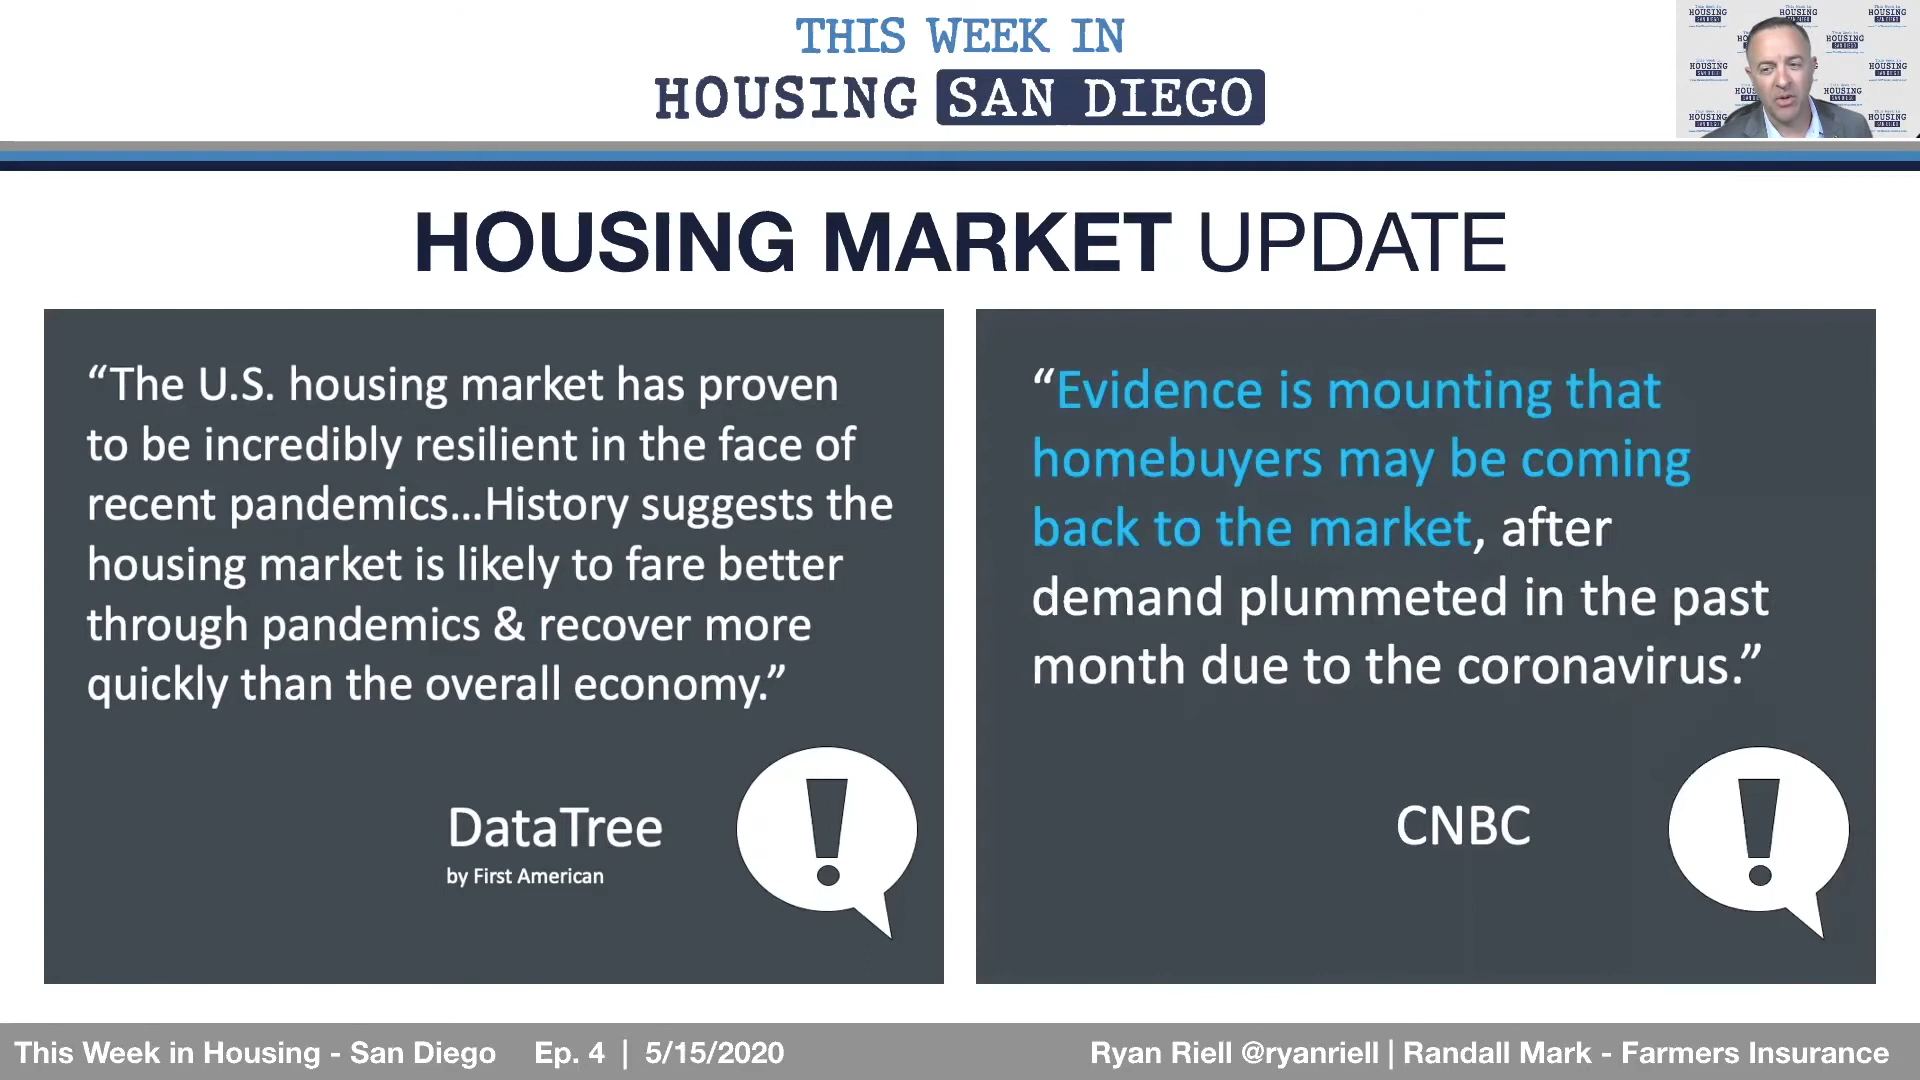 THIS WEEK IN
HOUSING SAN DIEGO
HOUSING MARKET UPDATE
“The U.S. housing market has proven
to be incredibly resilient in the face of
recent pandemics...History suggests the
housing market is likely to fare better
through pandemics & recover more
quickly than the overall economy.”
DataTree
by First American
“Evidence is mounting that
homebuyers may be coming
back to the market, after
demand plummeted in the past
month due to the coronavirus.”
CNBC
This Week in Housing - San Diego Ep. 4 | 5/15/2020
Ryan Riell @ryanriell | Randall Mark - Farmers Insurance